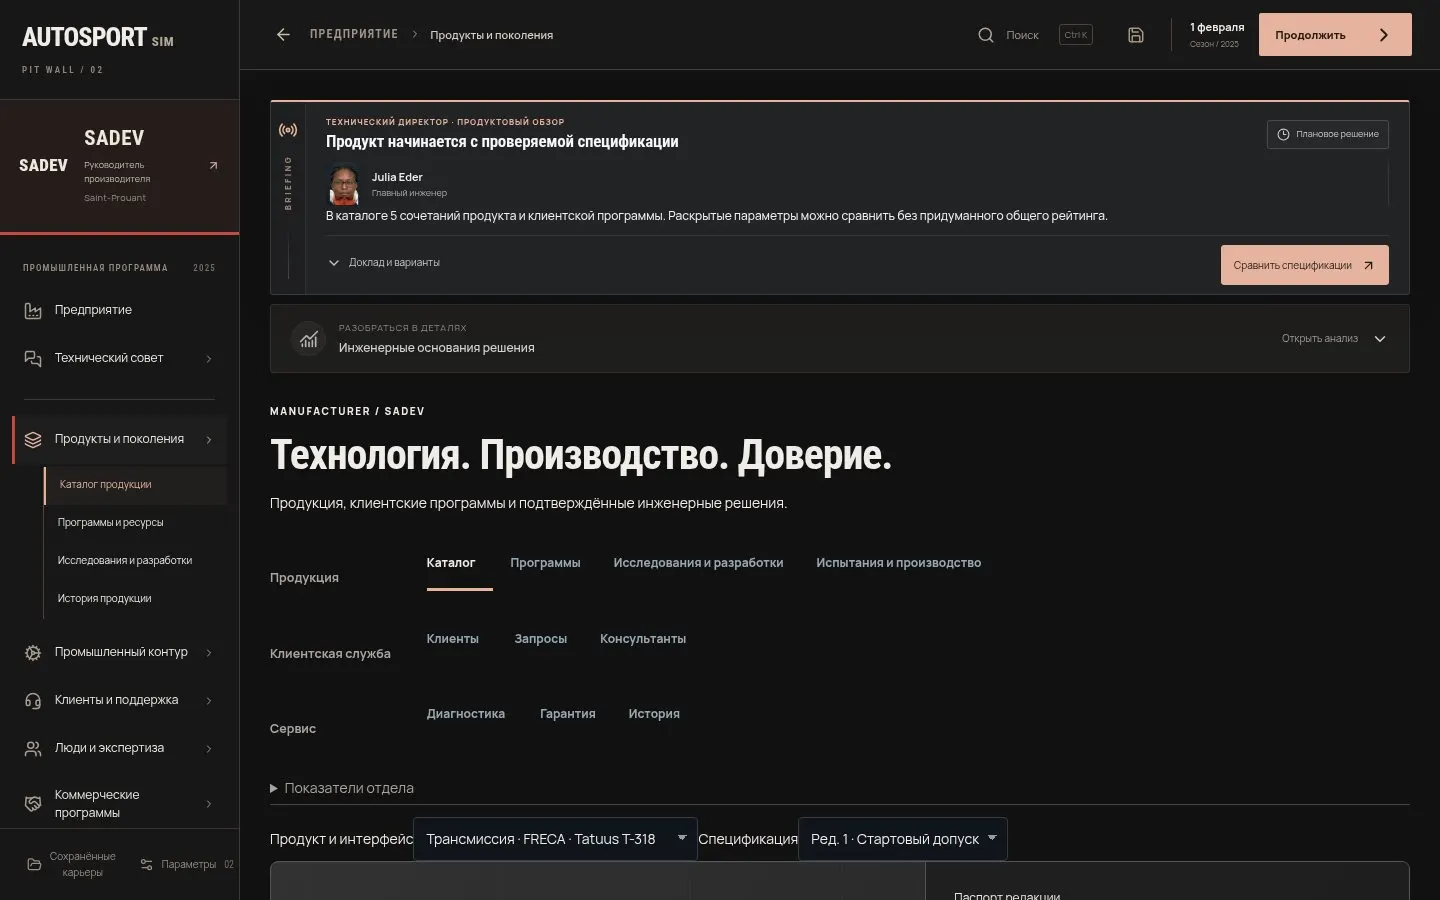 AUTOSPORT SIM
PIT WALL / 02
SADEV
SADEV
Руководитель
производителя
Saint-Prouant
ПРОМЫШЛЕННАЯ ПРОГРАММА 2025
Предприятие
Технический совет
Продукты и поколения
Каталог продукции
Программы и ресурсы
Исследования и разработки
История продукции
Промышленный контур
Клиенты и поддержка
Люди и экспертиза
Коммерческие
программы
Сохранённые
карьеры
Параметры 02
ПРЕДПРИЯТИЕ
Продукты и поколения
Поиск
Ctrl K
1 февраля
Сезон / 2025
Продолжить
BRIEFING
ТЕХНИЧЕСКИЙ ДИРЕКТОР · ПРОДУКТОВЫЙ ОБЗОР
Продукт начинается с проверяемой спецификации
Плановое решение
Julia Eder
Главный инженер
В каталоге 5 сочетаний продукта и клиентской программы. Раскрытые параметры можно сравнить без придуманного общего рейтинга.
Доклад и варианты
Сравнить спецификации
РАЗОБРАТЬСЯ В ДЕТАЛЯХ
Инженерные основания решения
Открыть анализ
MANUFACTURER / SADEV
Технология. Производство. Доверие.
Продукция, клиентские программы и подтверждённые инженерные решения.
Продукция
Каталог
Программы
Исследования и разработки
Испытания и производство
Клиентская служба
Клиенты
Запросы
Консультанты
Сервис
Диагностика
Гарантия
История
Показатели отдела
Продукт и интерфейс
Трансмиссия · FRECA · Tatuus T-318
Спецификация
Ред. 1 · Стартовый допуск
Паспорт редакции